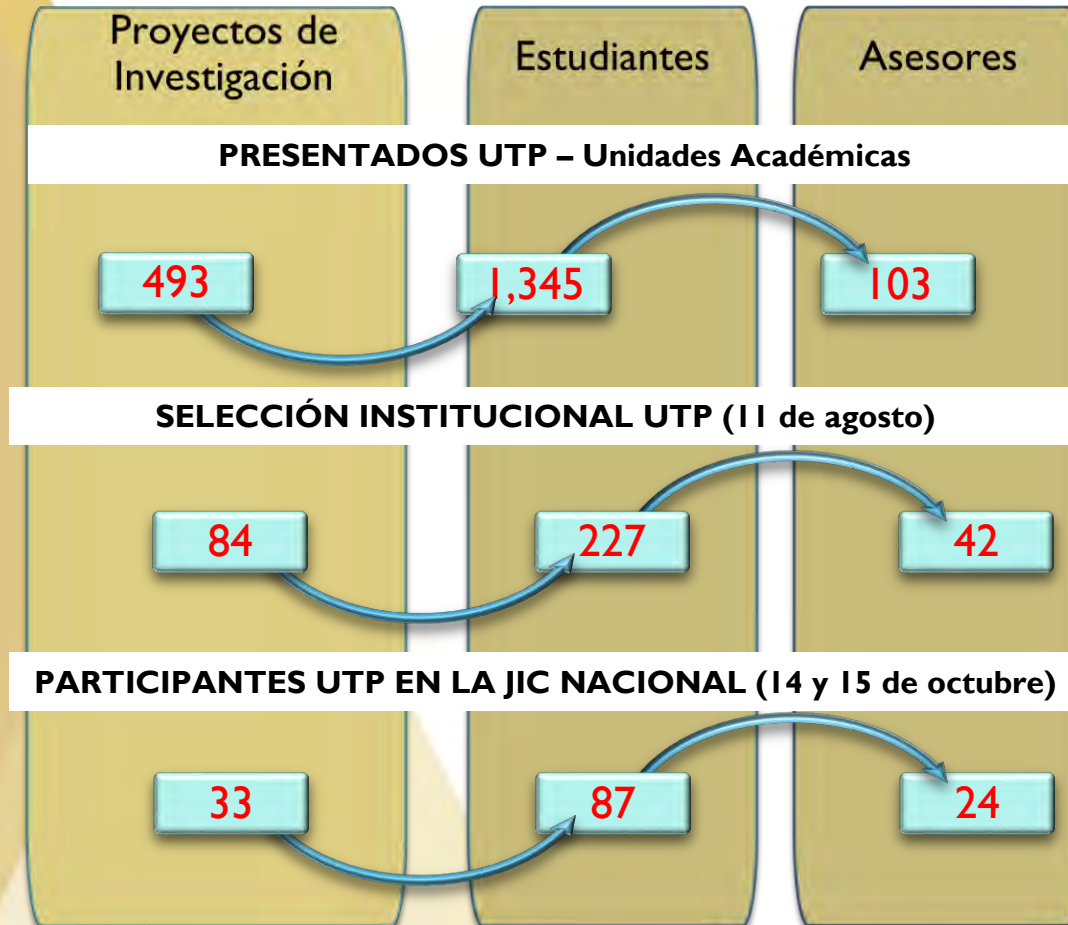 Proyectos de
Investigación
Estudiantes
Asesores
PRESENTADOS UTP – Unidades Académicas
493
1,345
103
SELECCIÓN INSTITUCIONAL UTP (11 de agosto)
84
227
42
PARTICIPANTES UTP EN LA JIC NACIONAL (14 y 15 de octubre)
33
87
24